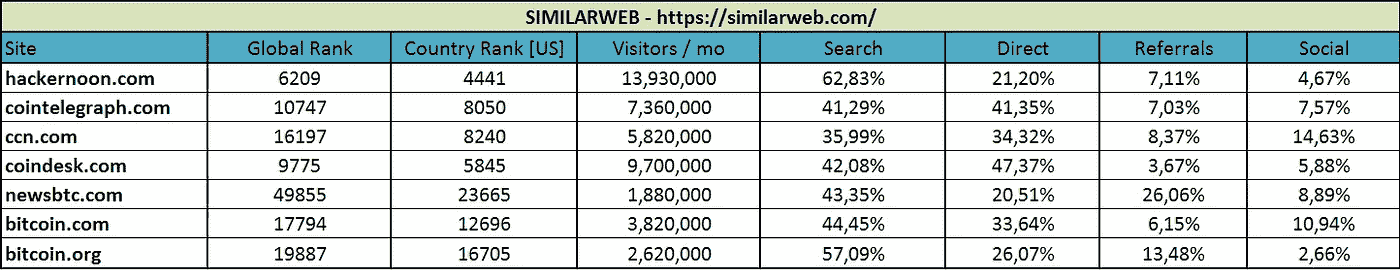 SIMILARWEB - https://similarweb.com/
Site Global Rank Country Rank [US] Visitors / mo Search Direct Referrals Social
hackernoon.com 6209 4441 13,930,000 62,83% 21,20% 7,11% 4,67%
cointelegraph.com 10747 8050 7,360,000 41,29% 41,35% 7,03% 7,57%
ccn.com 16197 8240 5,820,000 35,99% 34,32% 8,37% 14,63%
coindesk.com 9775 5845 9,700,000 42,08% 47,37% 3,67% 5,88%
newsbtc.com 49855 23665 1,880,000 43,35% 20,51% 26,06% 8,89%
bitcoin.com 17794 12696 3,820,000 44,45% 33,64% 6,15% 10,94%
bitcoin.org 19887 16705 2,620,000 57,09% 26,07% 13,48% 2,66%